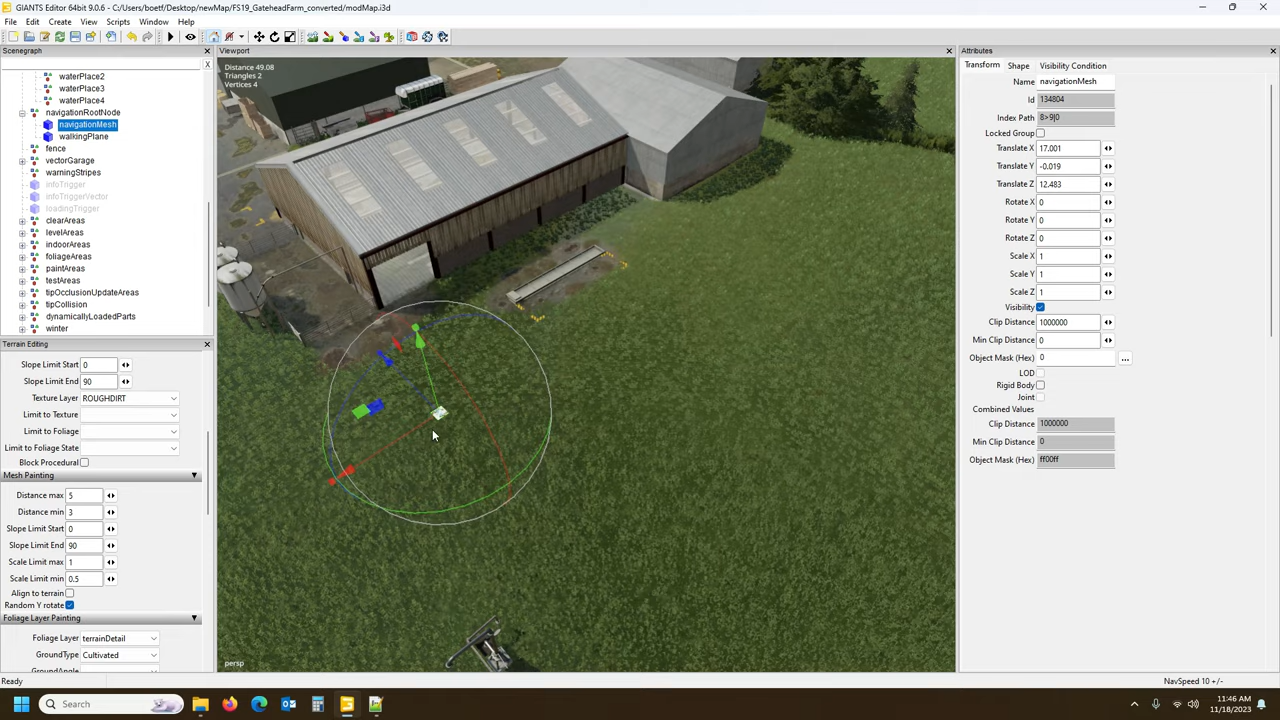 GIANTS Editor 64bit 9.0.6 - C:/Users/boetf/Desktop/newMap/FS19_GateheadFarm_converted/modMap.i3d
File Edit Create View Scripts Window Help
Scenegraph
X
waterPlace2
waterPlace3
waterPlace4
navigationRootNode
navigationMesh
walkingPlane
fence
vectorGarage
warningStripes
infoTrigger
infoTriggerVector
loadingTrigger
clearAreas
levelAreas
indoorAreas
foliageAreas
paintAreas
testAreas
tipOcclusionUpdateAreas
tipCollision
dynamicallyLoadedParts
winter
Terrain Editing
Slope Limit Start 0
Slope Limit End 90
Texture Layer ROUGHDIRT
Limit to Texture
Limit to Foliage
Limit to Foliage State
Block Procedural
Mesh Painting
Distance max 5
Distance min 3
Slope Limit Start 0
Slope Limit End 90
Scale Limit max 1
Scale Limit min 0.5
Align to terrain
Random Y rotate
Foliage Layer Painting
Foliage Layer terrainDetail
GroundType Cultivated
GroundAngle
Viewport
Distance 49.08
Triangles 2
Vertices 4
persp
Attributes
Transform Shape Visibility Condition
Name navigationMesh
Id 134804
Index Path 8>9|0
Locked Group
Translate X 17.001
Translate Y -0.019
Translate Z 12.483
Rotate X 0
Rotate Y 0
Rotate Z 0
Scale X 1
Scale Y 1
Scale Z 1
Visibility
Clip Distance 1000000
Min Clip Distance 0
Object Mask (Hex) 0 ...
LOD
Rigid Body
Joint
Combined Values
Clip Distance 1000000
Min Clip Distance 0
Object Mask (Hex) ff00ff
Ready
NavSpeed 10 +/-
Search
11:46 AM
11/18/2023